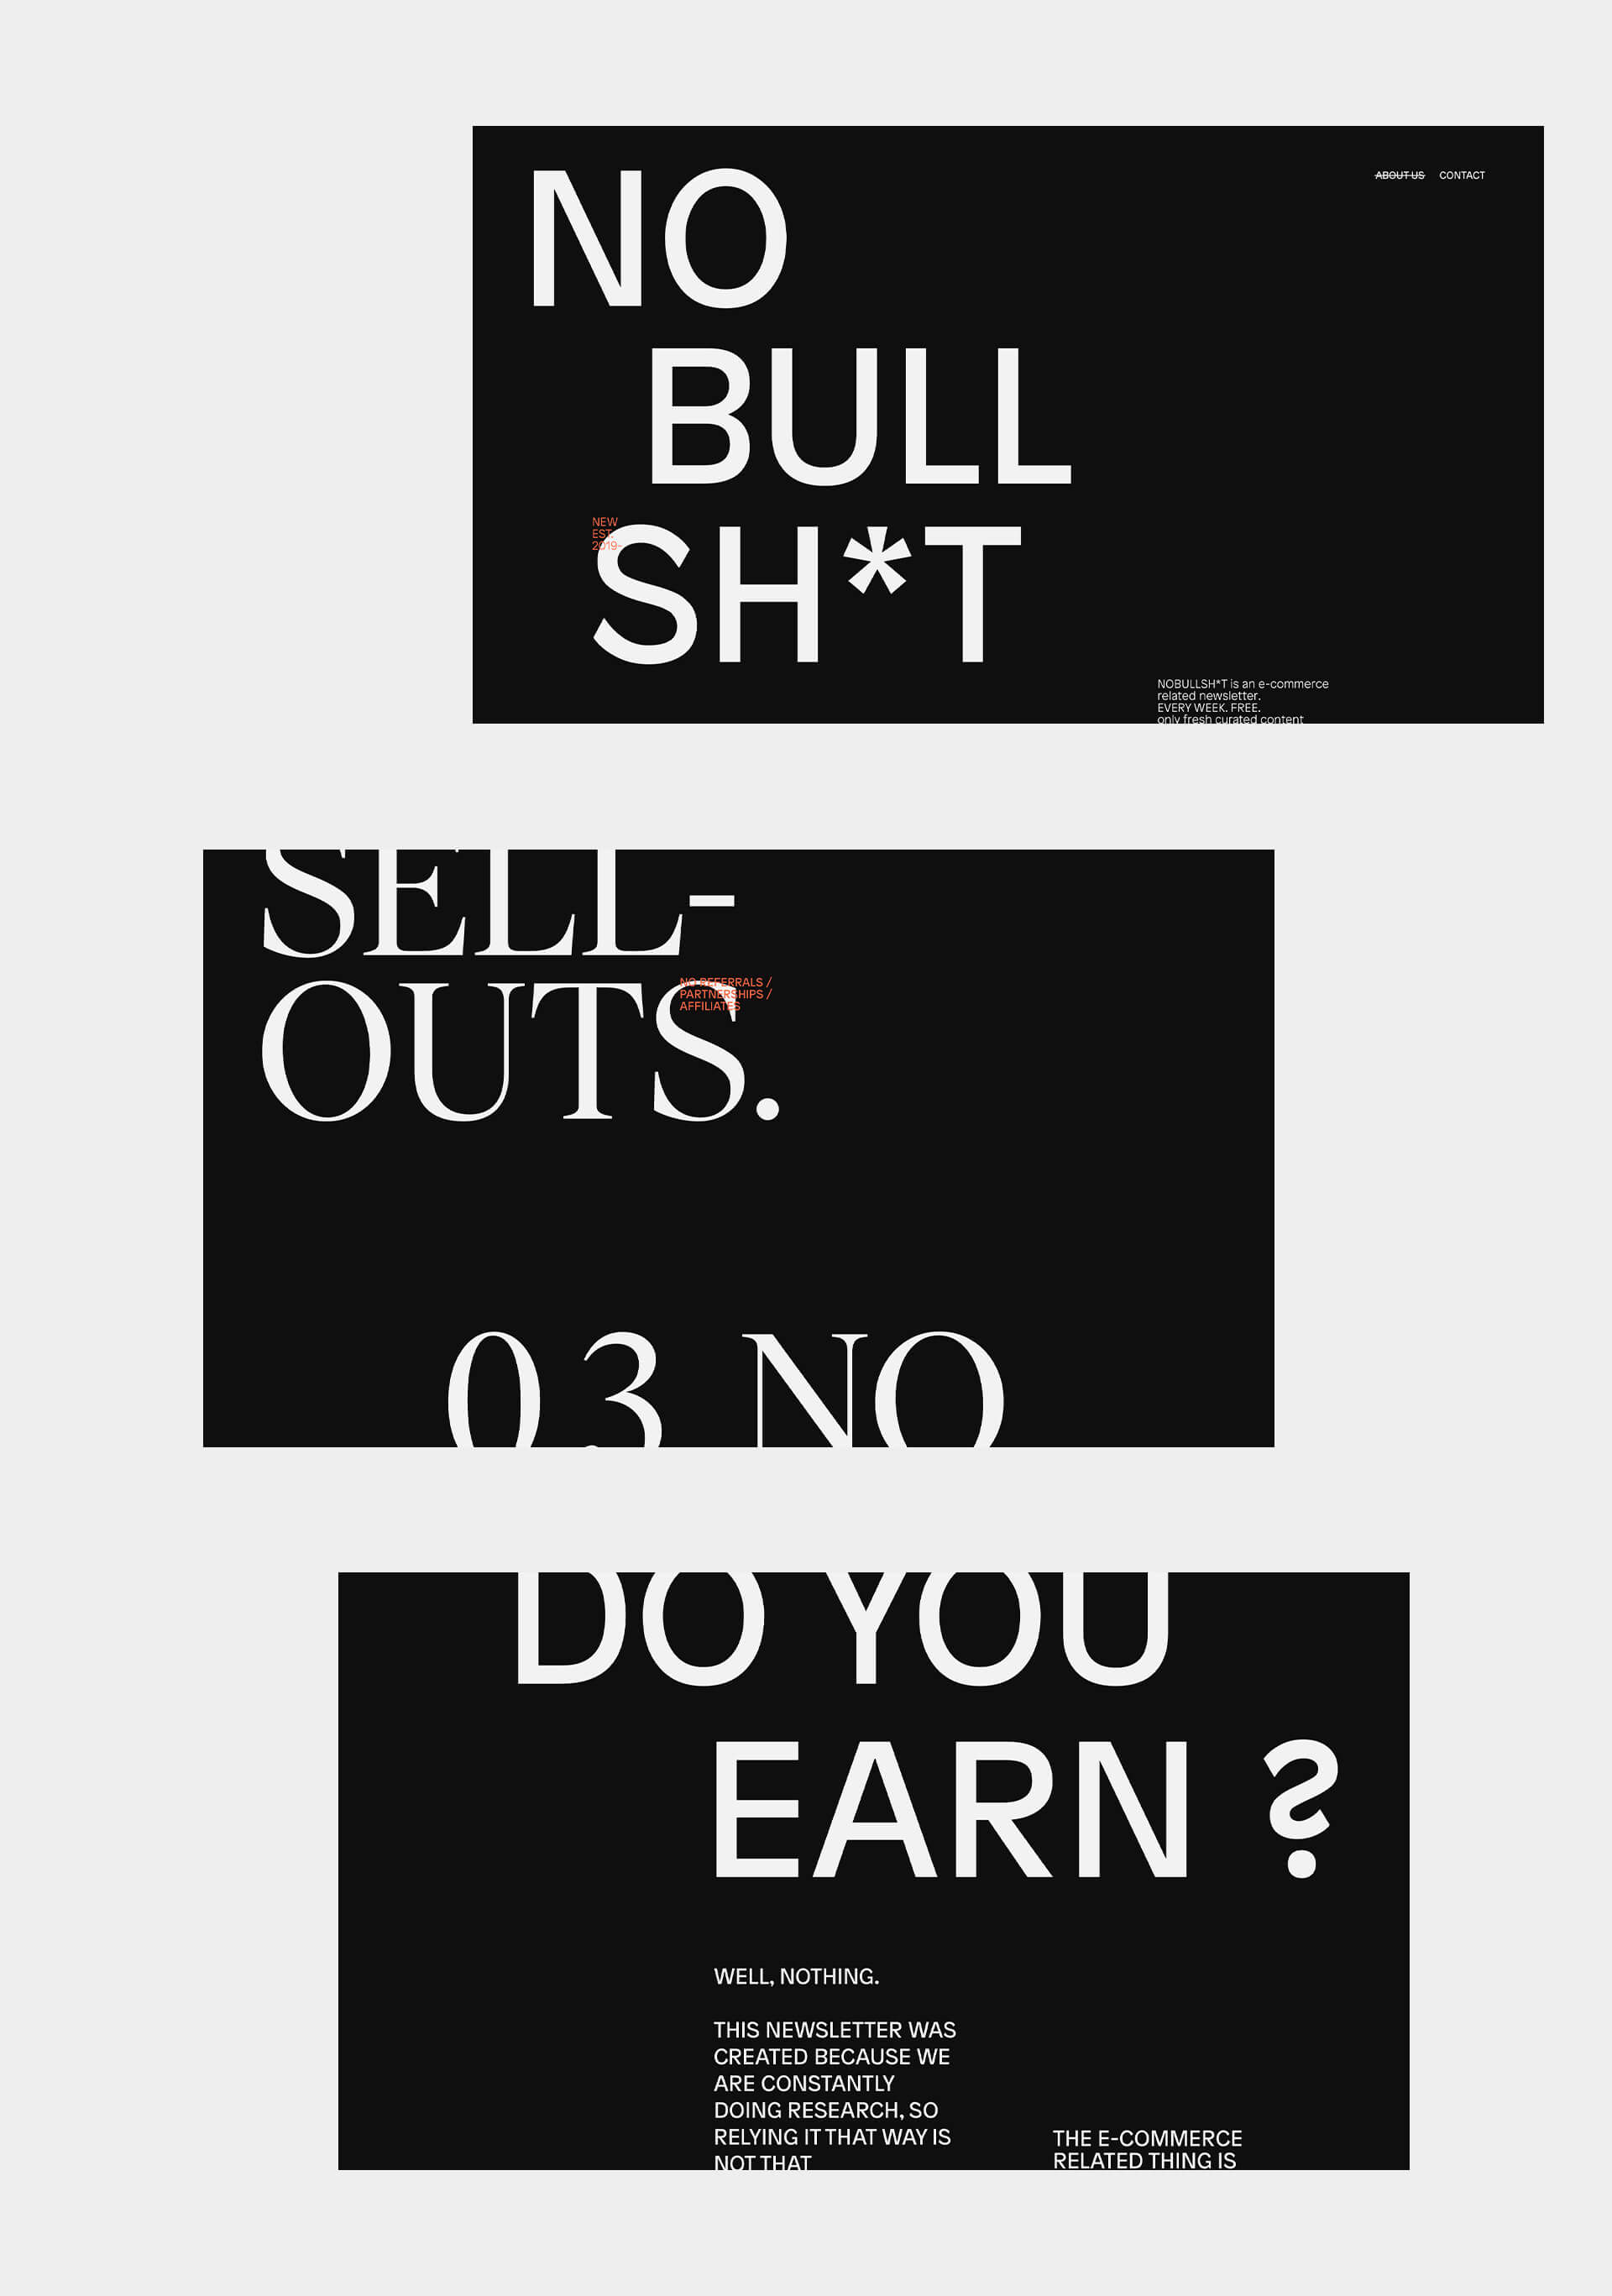 NO
ABOUT US CONTACT
BULL
NEW
EST.
2019-
SH*T
NOBULLSH*T is an e-commerce
related newsletter.
EVERY WEEK. FREE.
only fresh curated content
SELL-
OUTS.
NO REFERRALS /
PARTNERSHIPS /
AFFILIATES
03 NO
DO YOU
EARN ?
WELL, NOTHING.
THIS NEWSLETTER WAS
CREATED BECAUSE WE
ARE CONSTANTLY
DOING RESEARCH, SO
RELYING IT THAT WAY IS
NOT THAT
THE E-COMMERCE
RELATED THING IS